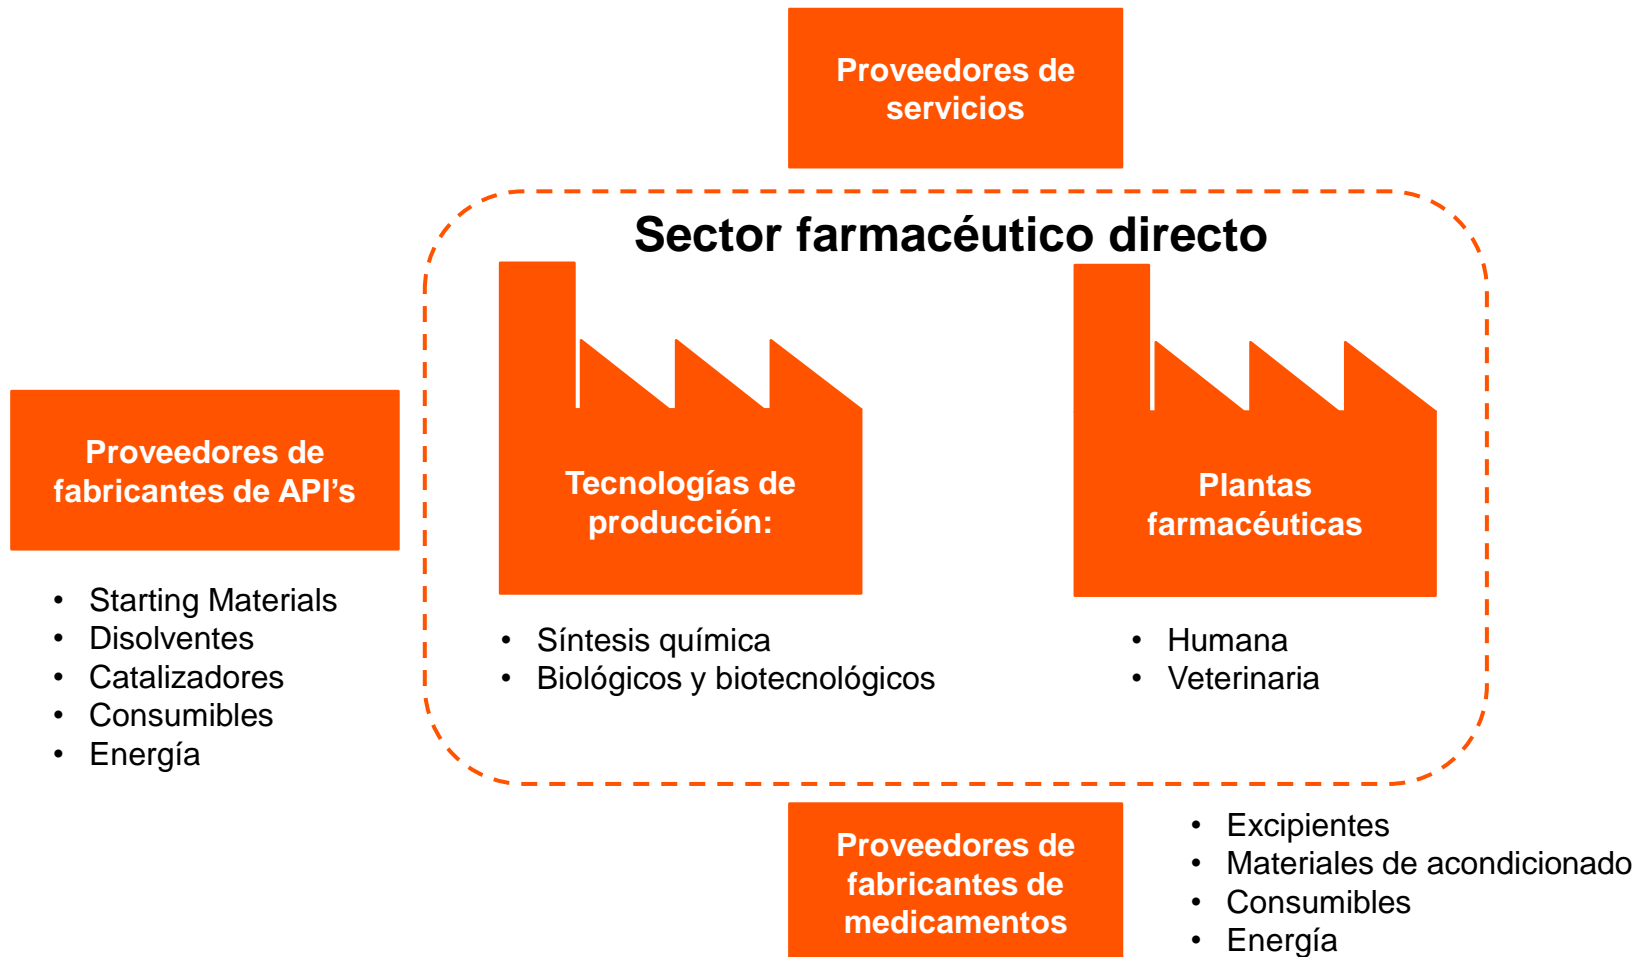 Proveedores de
servicios
Sector farmacéutico directo
Proveedores de
fabricantes de API’s
• Starting Materials
• Disolventes
• Catalizadores
• Consumibles
• Energía
Tecnologías de
producción:
• Síntesis química
• Biológicos y biotecnológicos
Plantas
farmacéuticas
• Humana
• Veterinaria
Proveedores de
fabricantes de
medicamentos
• Excipientes
• Materiales de acondicionado
• Consumibles
• Energía